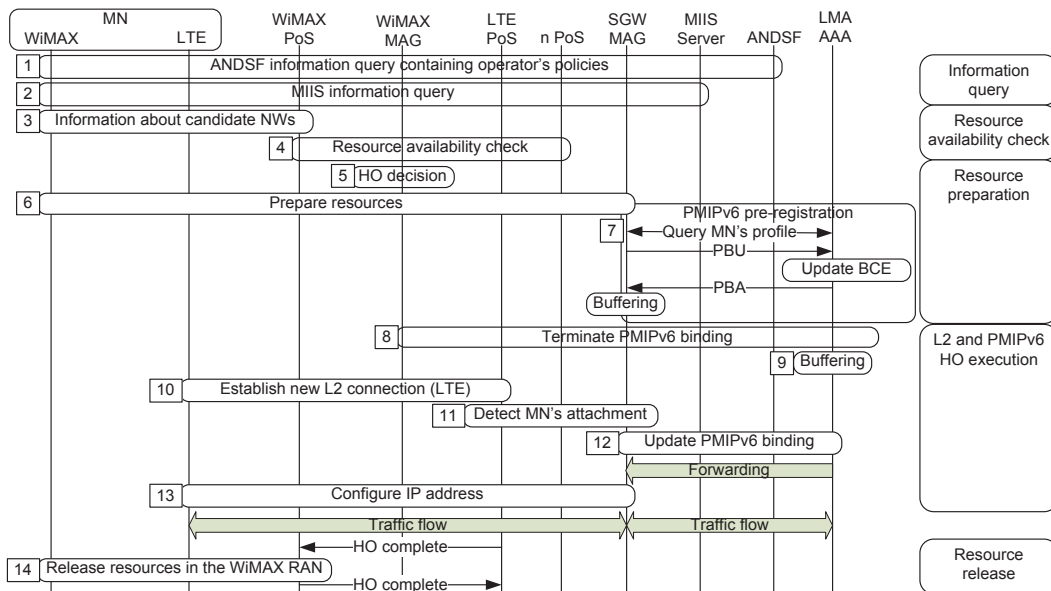 MN
WiMAX
LTE
WiMAX
PoS
WiMAX
MAG
LTE
PoS
n PoS
SGW
MAG
MIIS
Server
ANDSF
LMA
AAA
1
ANDSF information query containing operator's policies
Information
query
2
MIIS information query
3
Information about candidate NWs
Resource
availability check
4
Resource availability check
5
HO decision
Resource
preparation
6
Prepare resources
PMIPv6 pre-registration
7
Query MN's profile
PBU
Update BCE
PBA
Buffering
8
Terminate PMIPv6 binding
L2 and PMIPv6
HO execution
9
Buffering
10
Establish new L2 connection (LTE)
11
Detect MN's attachment
12
Update PMIPv6 binding
Forwarding
13
Configure IP address
Traffic flow
Traffic flow
HO complete
Resource
release
14
Release resources in the WiMAX RAN
HO complete